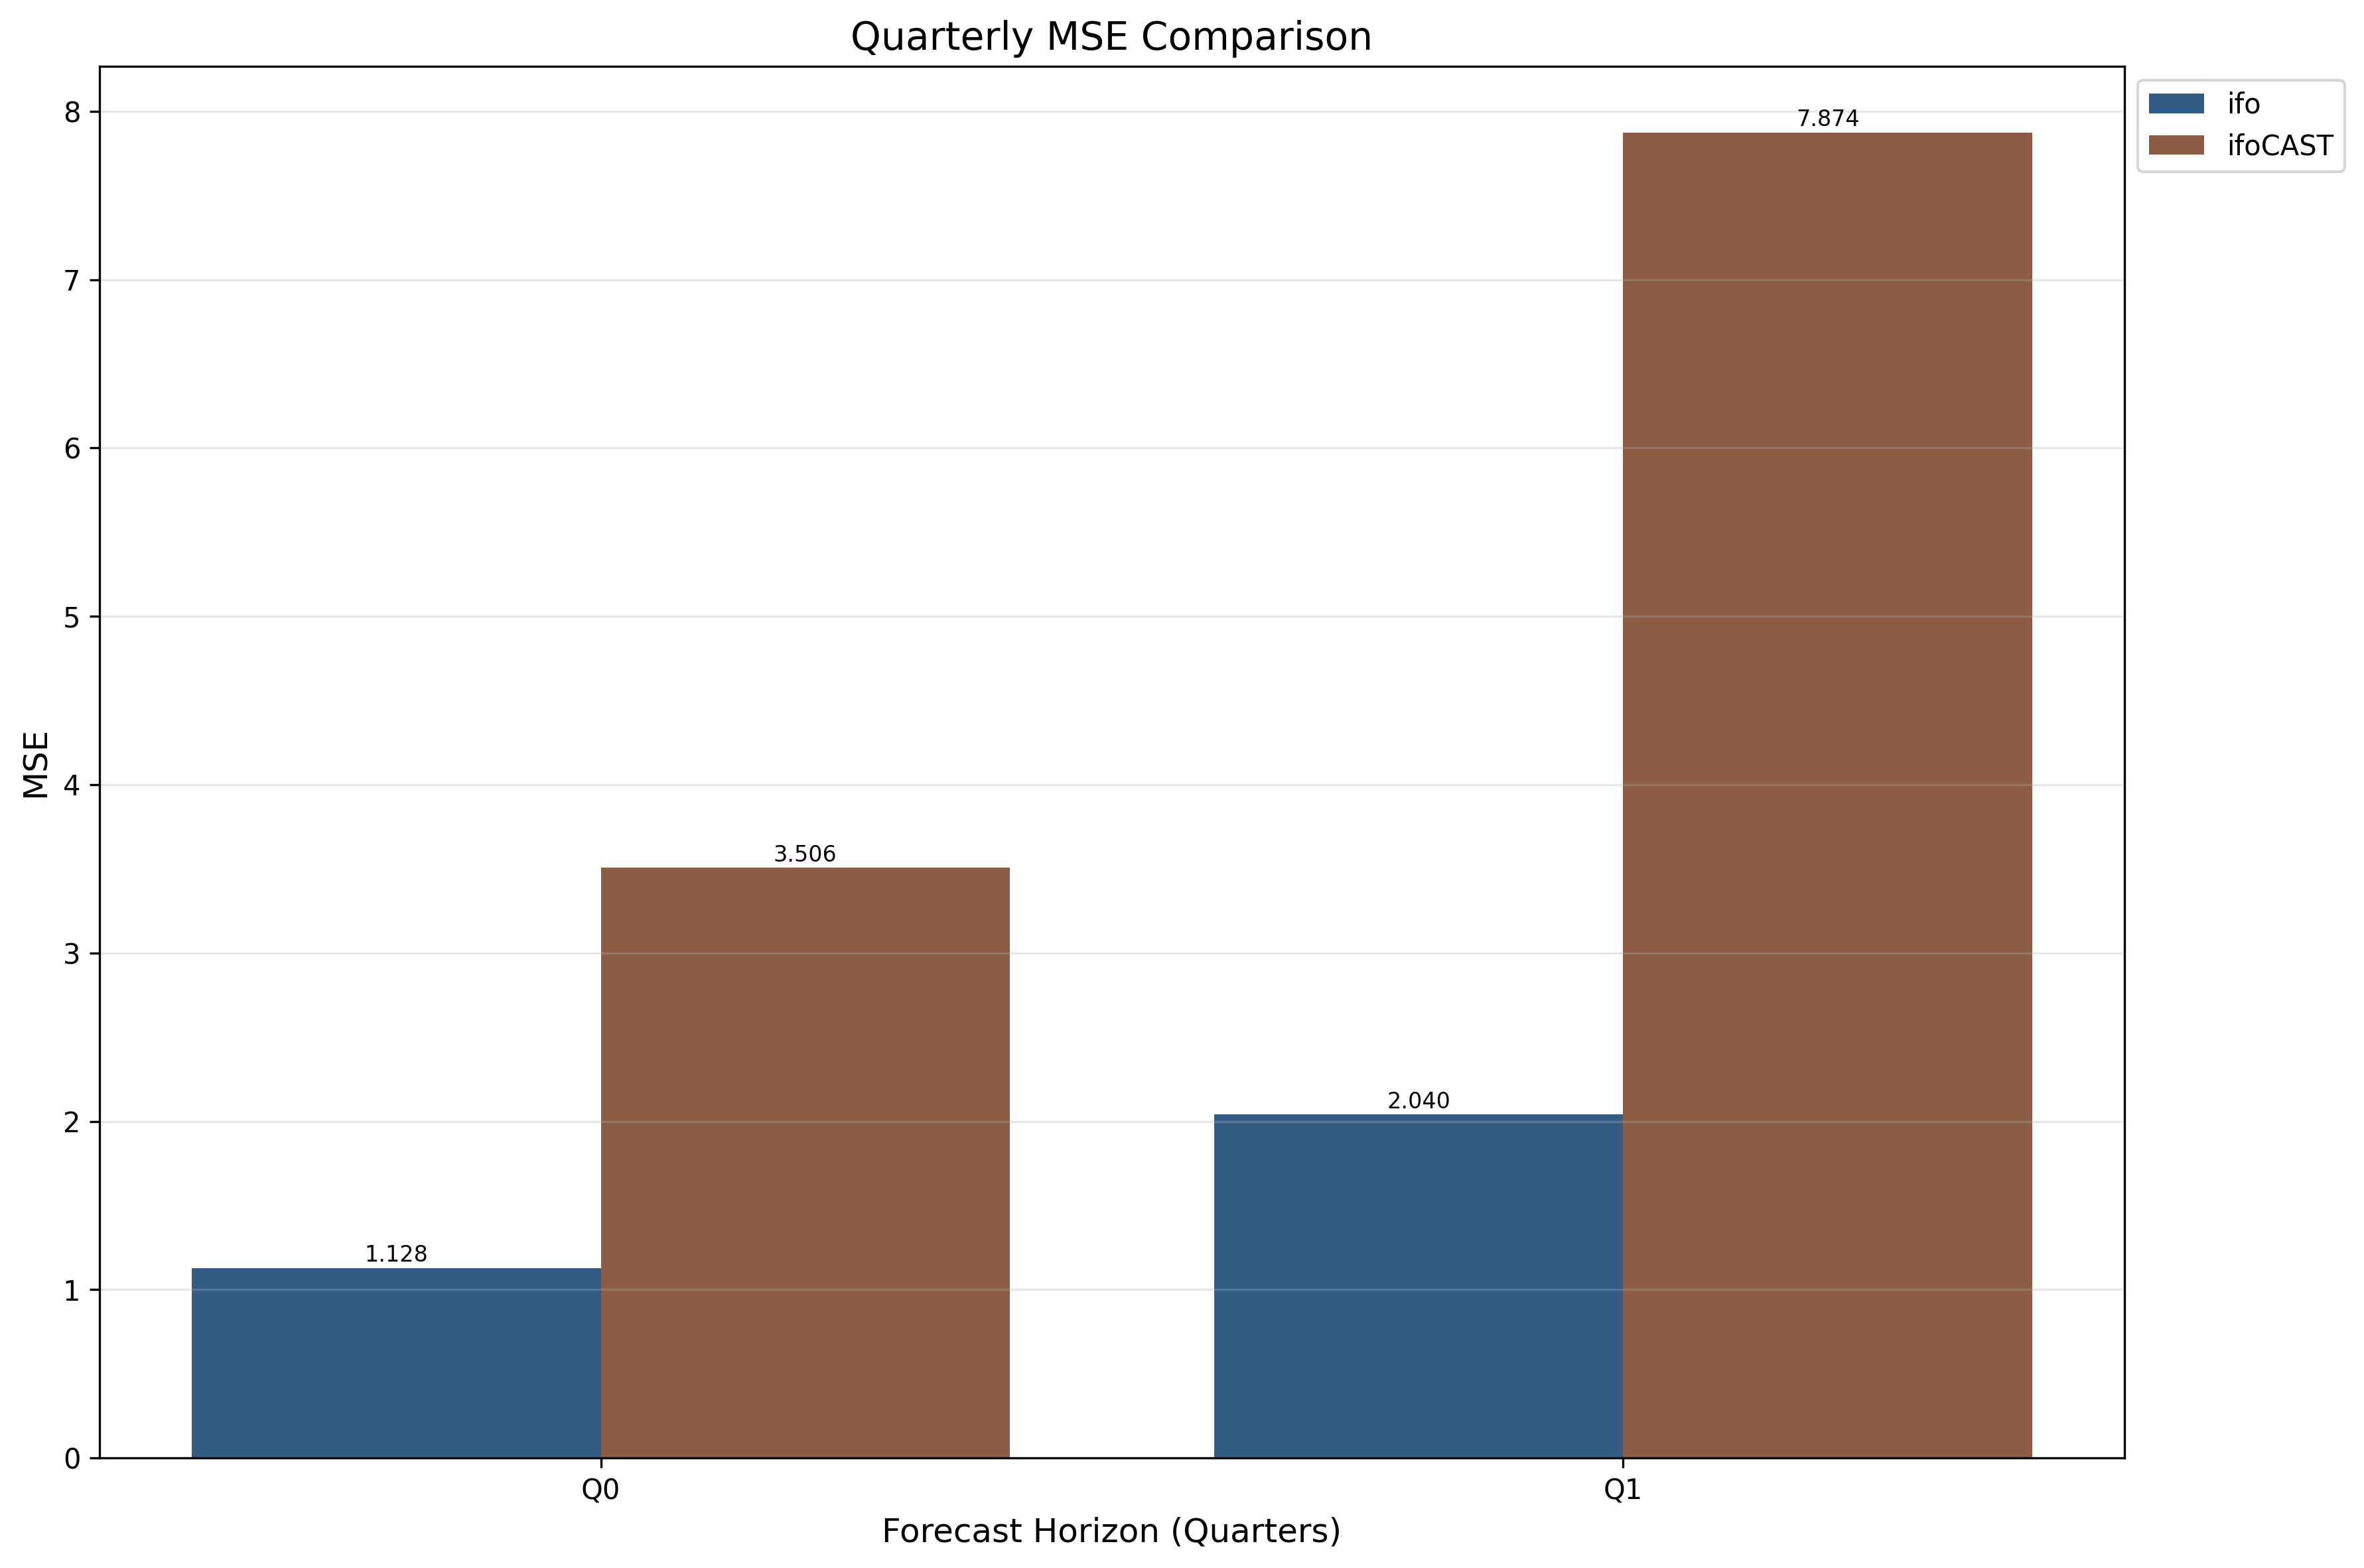 Quarterly MSE Comparison
8
7
6
5
4
3
2
1
0
MSE
7.874
3.506
2.040
1.128
Q0
Q1
Forecast Horizon (Quarters)
ifo
ifoCAST